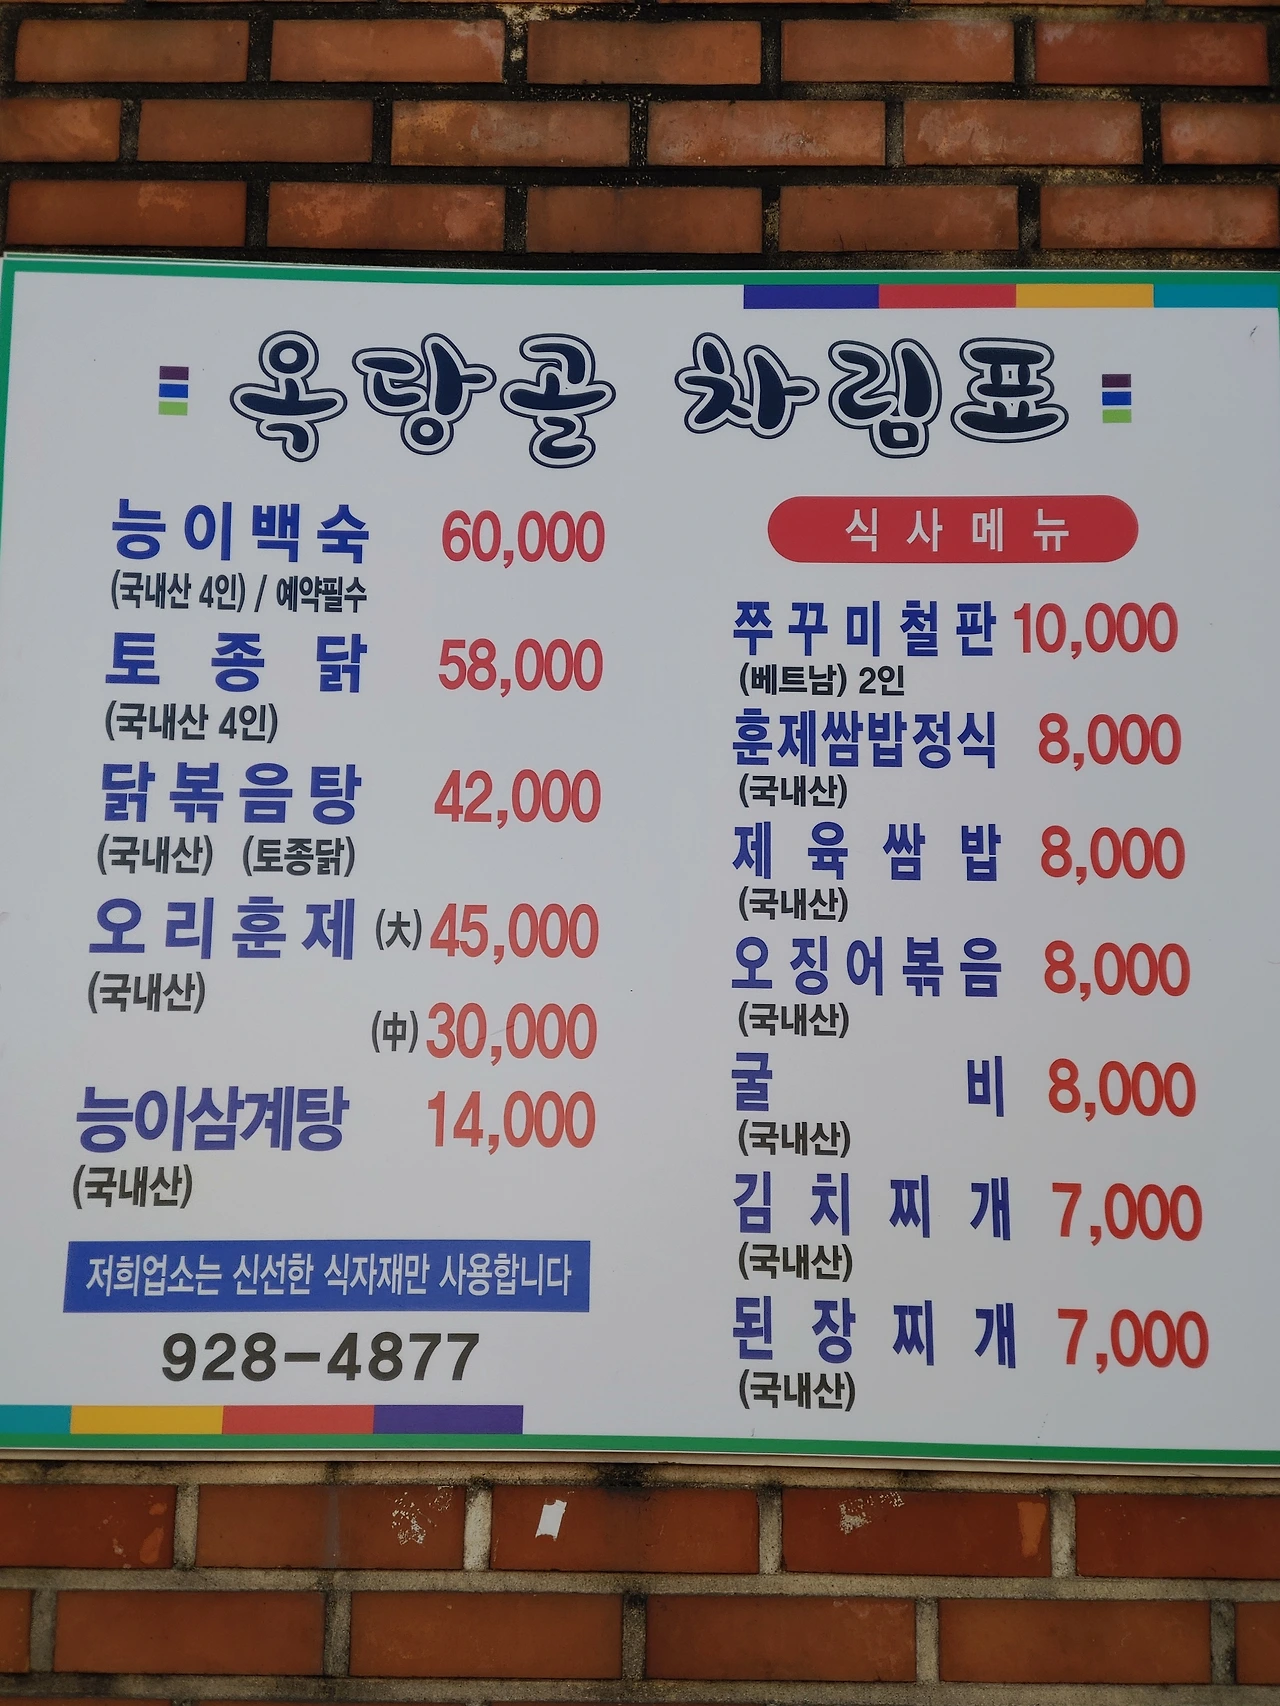 옥당골 차림표
능이백숙 60,000
(국내산 4인) / 예약필수
토종닭 58,000
(국내산 4인)
닭볶음탕 42,000
(국내산) (토종닭)
오리훈제 (大) 45,000
(국내산)
(中) 30,000
능이삼계탕 14,000
(국내산)
저희업소는 신선한 식자재만 사용합니다
928-4877
식사메뉴
쭈꾸미철판 10,000
(베트남) 2인
훈제쌈밥정식 8,000
(국내산)
제육쌈밥 8,000
(국내산)
오징어볶음 8,000
(국내산)
굴비 8,000
(국내산)
김치찌개 7,000
(국내산)
된장찌개 7,000
(국내산)